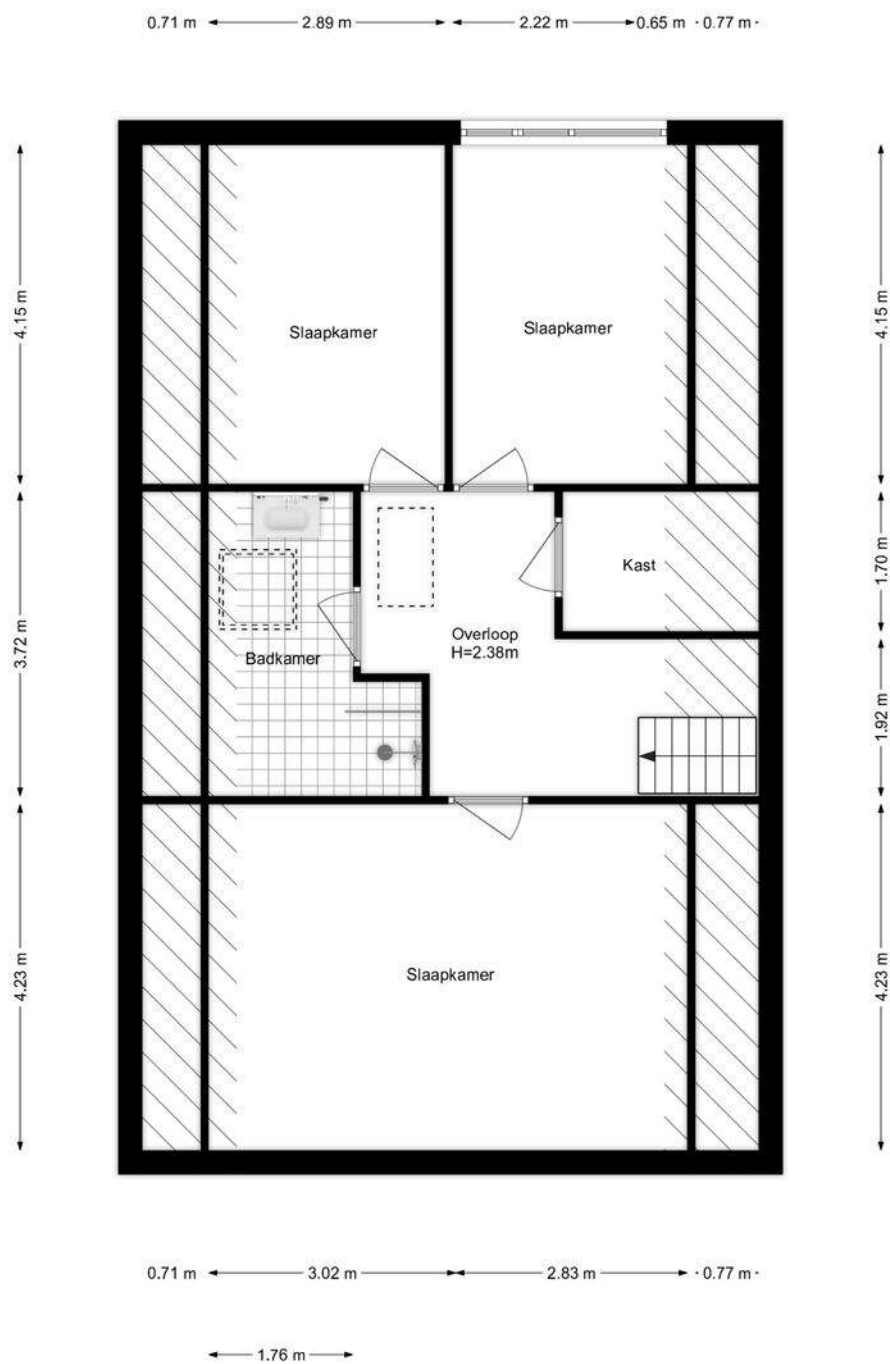 0.71 m 2.89 m 2.22 m 0.65 m 0.77 m
4.15 m
4.15 m
Slaapkamer
Slaapkamer
3.72 m
1.70 m
Kast
Overloop
H=2.38m
Badkamer
1.92 m
4.23 m
4.23 m
Slaapkamer
0.71 m 3.02 m 2.83 m 0.77 m
1.76 m